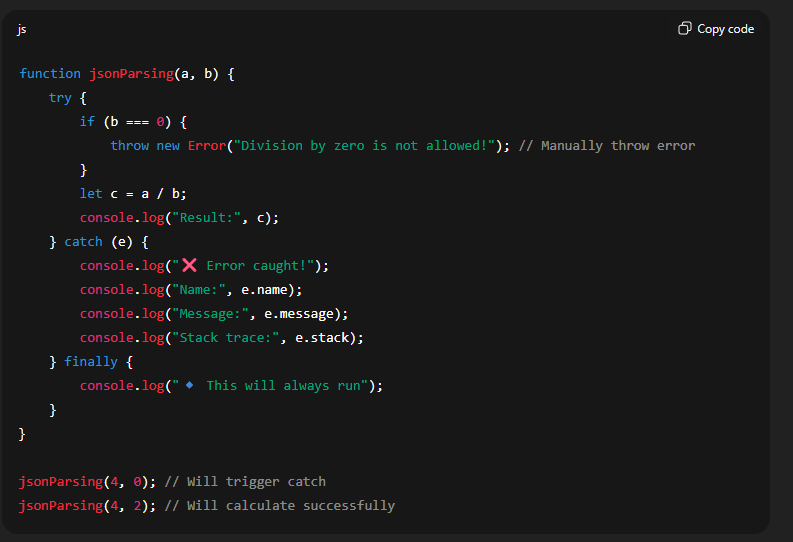 js
Copy code
function jsonParsing(a, b) {
    try {
        if (b === 0) {
            throw new Error("Division by zero is not allowed!"); // Manually throw error
        }
        let c = a / b;
        console.log("Result:", c);
    } catch (e) {
        console.log("❌ Error caught!");
        console.log("Name:", e.name);
        console.log("Message:", e.message);
        console.log("Stack trace:", e.stack);
    } finally {
        console.log("🔹 This will always run");
    }
}

jsonParsing(4, 0); // Will trigger catch
jsonParsing(4, 2); // Will calculate successfully